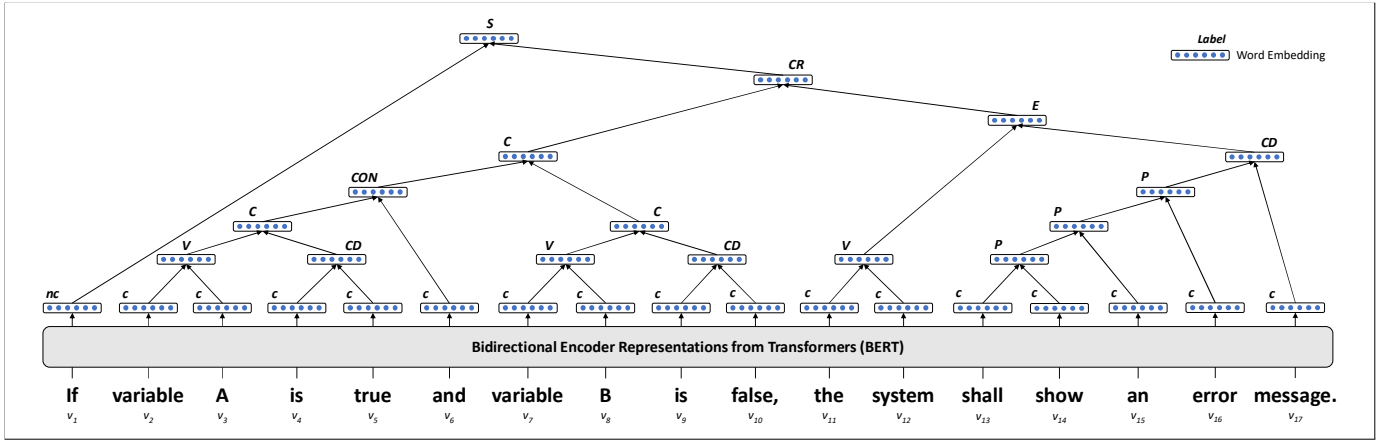 S
Label
Word Embedding
CR
E
C
CD
CON
P
C
C
P
V
CD
V
CD
V
P
nc c c c c c c c c c c c c c c c c
Bidirectional Encoder Representations from Transformers (BERT)
If variable A is true and variable B is false, the system shall show an error message.
v1 v2 v3 v4 v5 v6 v7 v8 v9 v10 v11 v12 v13 v14 v15 v16 v17